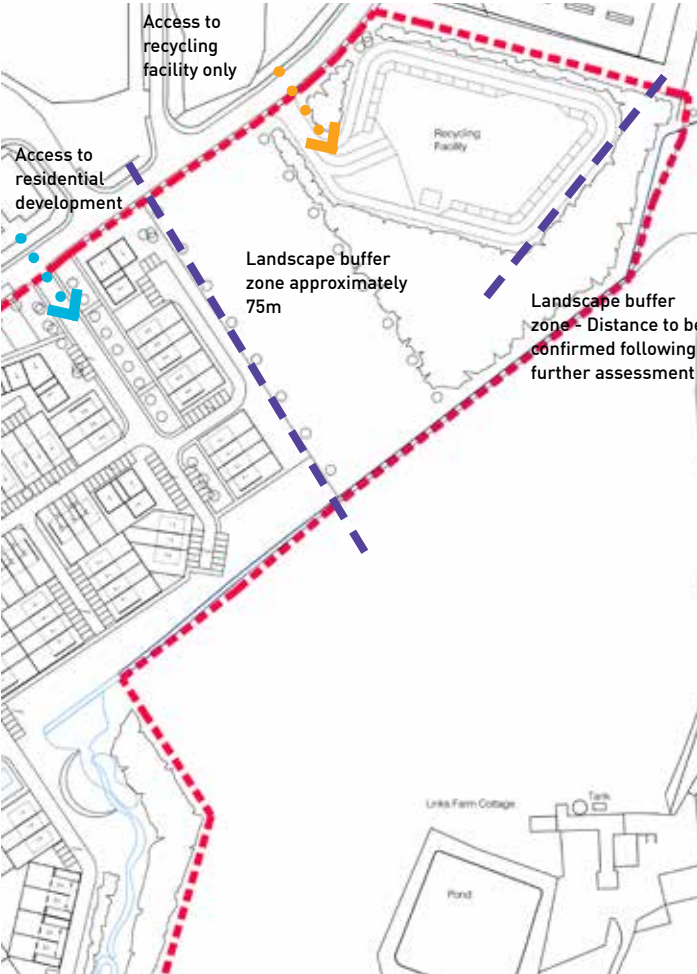 Access to
recycling
facility only
Recycling
Facility
Access to
residential
development
Landscape buffer
zone approximately
75m
Landscape buffer
zone - Distance to be
confirmed following
further assessment
Links Farm Cottage
Tank
Pond